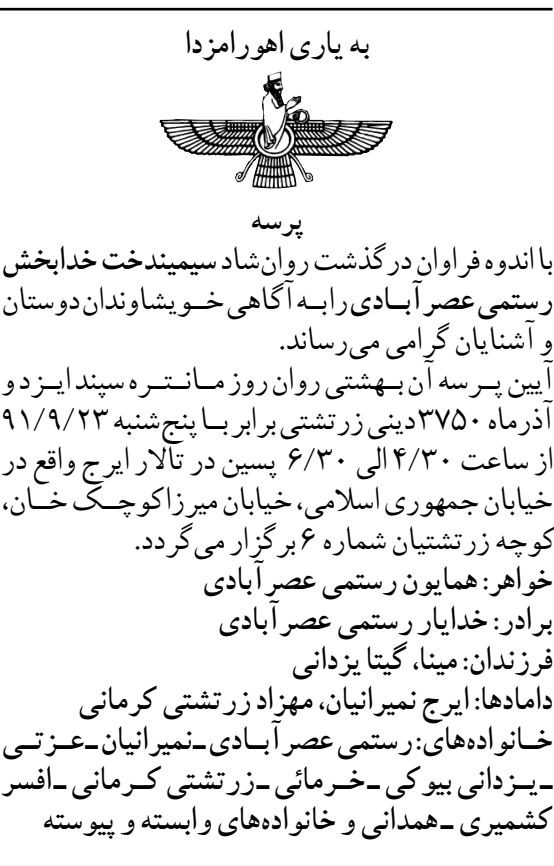 به یاری اهورامزدا
پرسه
با اندوه فراوان درگذشت روان‌شاد سیمیندخت خدابخش
رستمی عصرآبادی را به آگاهی خویشاوندان دوستان
و آشنایان گرامی می‌رساند.
آیین پرسه آن بهشتی روان روز مانتره سپند ایزد و
آذرماه ۳۷۵۰ دینی زرتشتی برابر با پنج‌شنبه ۹۱/۹/۲۳
از ساعت ۴/۳۰ الی ۶/۳۰ پسین در تالار ایرج واقع در
خیابان جمهوری اسلامی، خیابان میرزاکوچک خان،
کوچه زرتشتیان شماره ۶ برگزار می‌گردد.
خواهر: همایون رستمی عصرآبادی
برادر: خدایار رستمی عصرآبادی
فرزندان: مینا، گیتا یزدانی
دامادها: ایرج نمیرانیان، مهزاد زرتشتی کرمانی
خانواده‌های: رستمی عصرآبادی ـ نمیرانیان ـ عزتی
ـ یزدانی بیوکی ـ خرمائی ـ زرتشتی کرمانی ـ افسر
کشمیری ـ همدانی و خانواده‌های وابسته و پیوسته